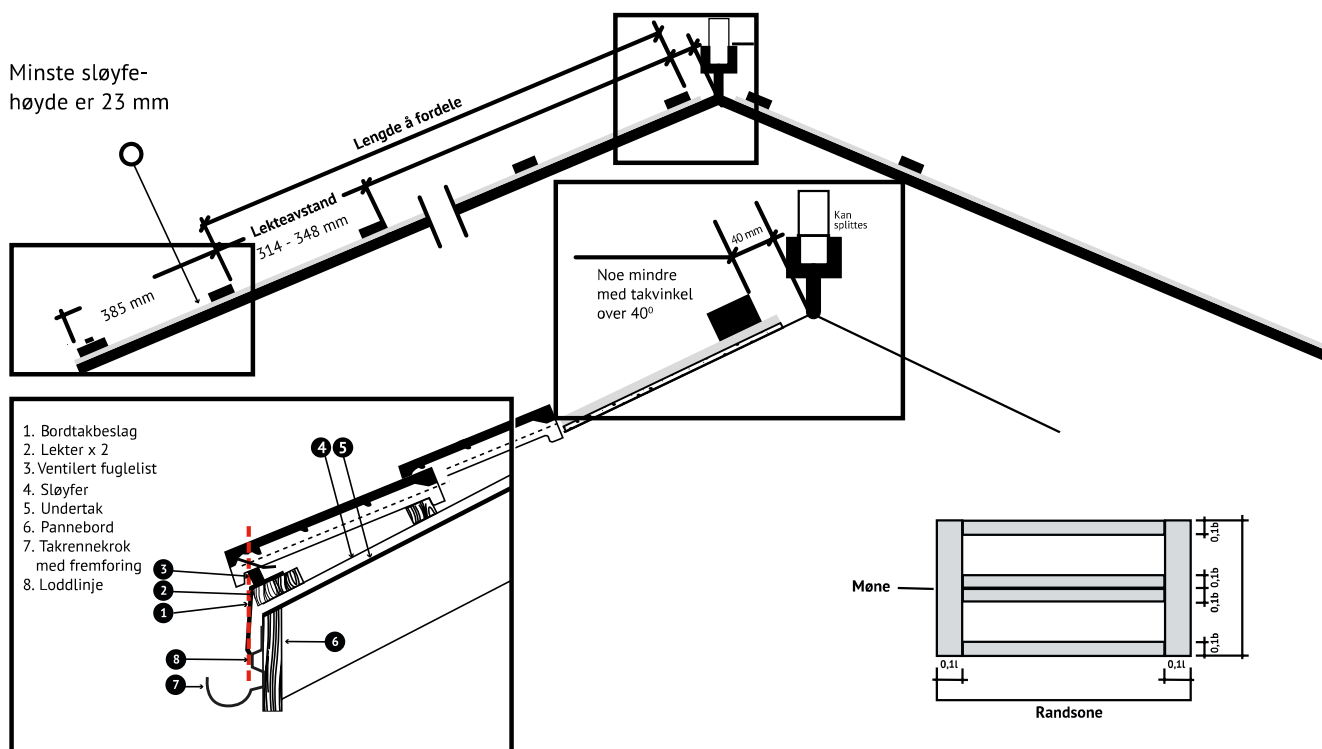 Minste sløyfe-
høyde er 23 mm
Lengde å fordele
Lekteavstand
314 - 348 mm
385 mm
40 mm
Kan
splittes
Noe mindre
med takvinkel
over 40⁰
1. Bordtakbeslag
2. Lekter x 2
3. Ventilert fuglelist
4. Sløyfer
5. Undertak
6. Pannebord
7. Takrennekrok
med fremforing
8. Loddlinje
4 5
3
2
1
6
8
7
Møne
0,1b
0,1b
0,1b
0,1b
0,1l 0,1l
Randsone